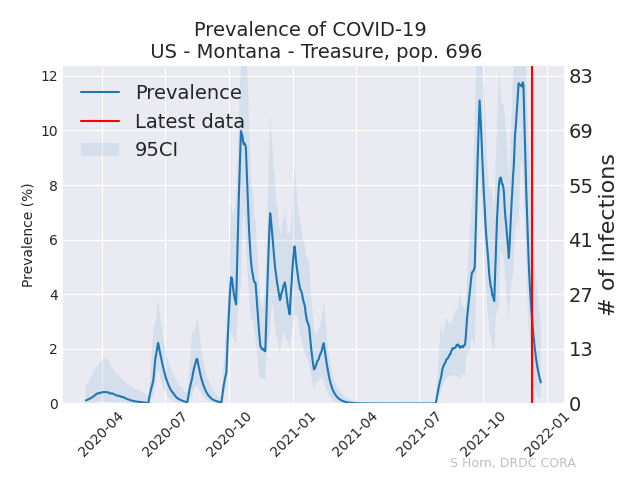 Prevalence of COVID-19
US - Montana - Treasure, pop. 696
Prevalence
Latest data
95CI
Prevalence (%)
12
10
8
6
4
2
0
83
69
55
41
27
13
0
# of infections
2020-04
2020-07
2020-10
2021-01
2021-04
2021-07
2021-10
2022-01
S Horn, DRDC CORA